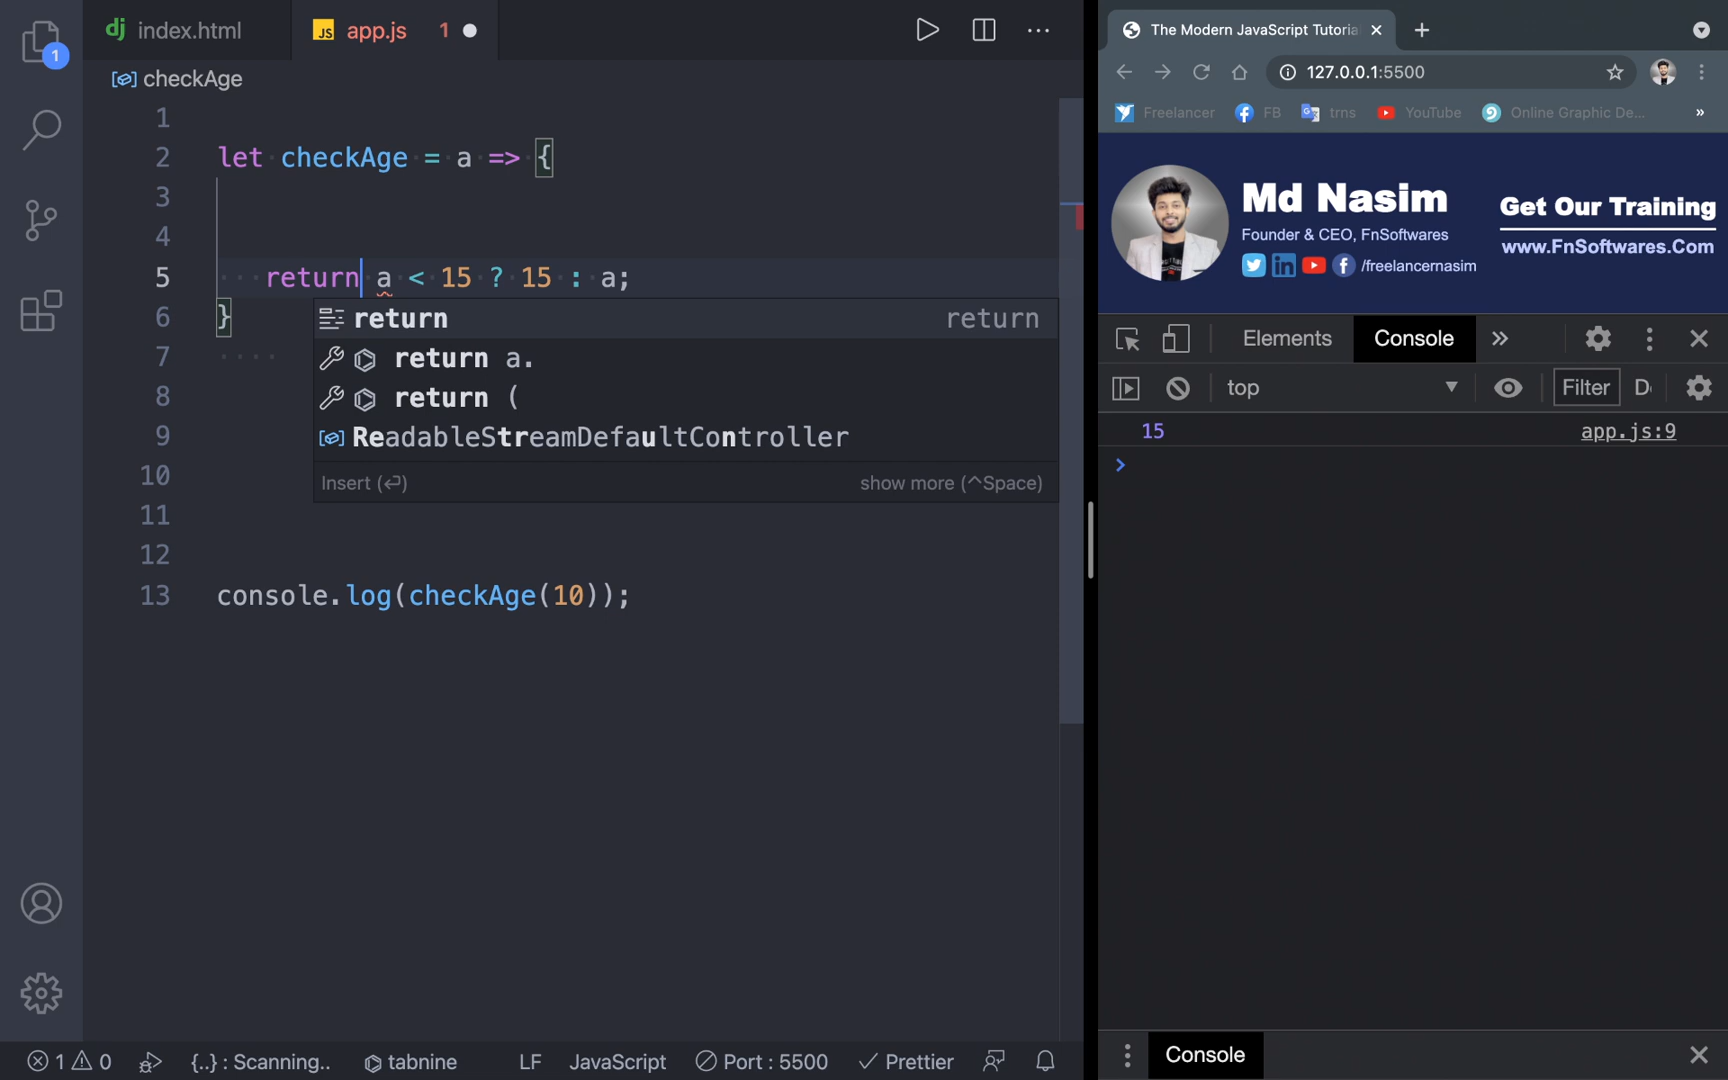 index.html
JS app.js 1
checkAge
1
2 let checkAge = a => {
3
4
5 return a < 15 ? 15 : a;
6 }
7
8
9
10
11
12
13 console.log(checkAge(10));
return return
return a.
return (
ReadableStreamDefaultController
Insert (⏎) show more (^Space)
1
1 0 {..} : Scanning.. tabnine LF JavaScript Port : 5500 Prettier
The Modern JavaScript Tutoria
127.0.0.1:5500
Freelancer FB trns YouTube Online Graphic De... »
Md Nasim
Founder & CEO, FnSoftwares
/freelancernasim
Get Our Training
www.FnSoftwares.Com
Elements Console »
top Filter
15 app.js:9
>
Console